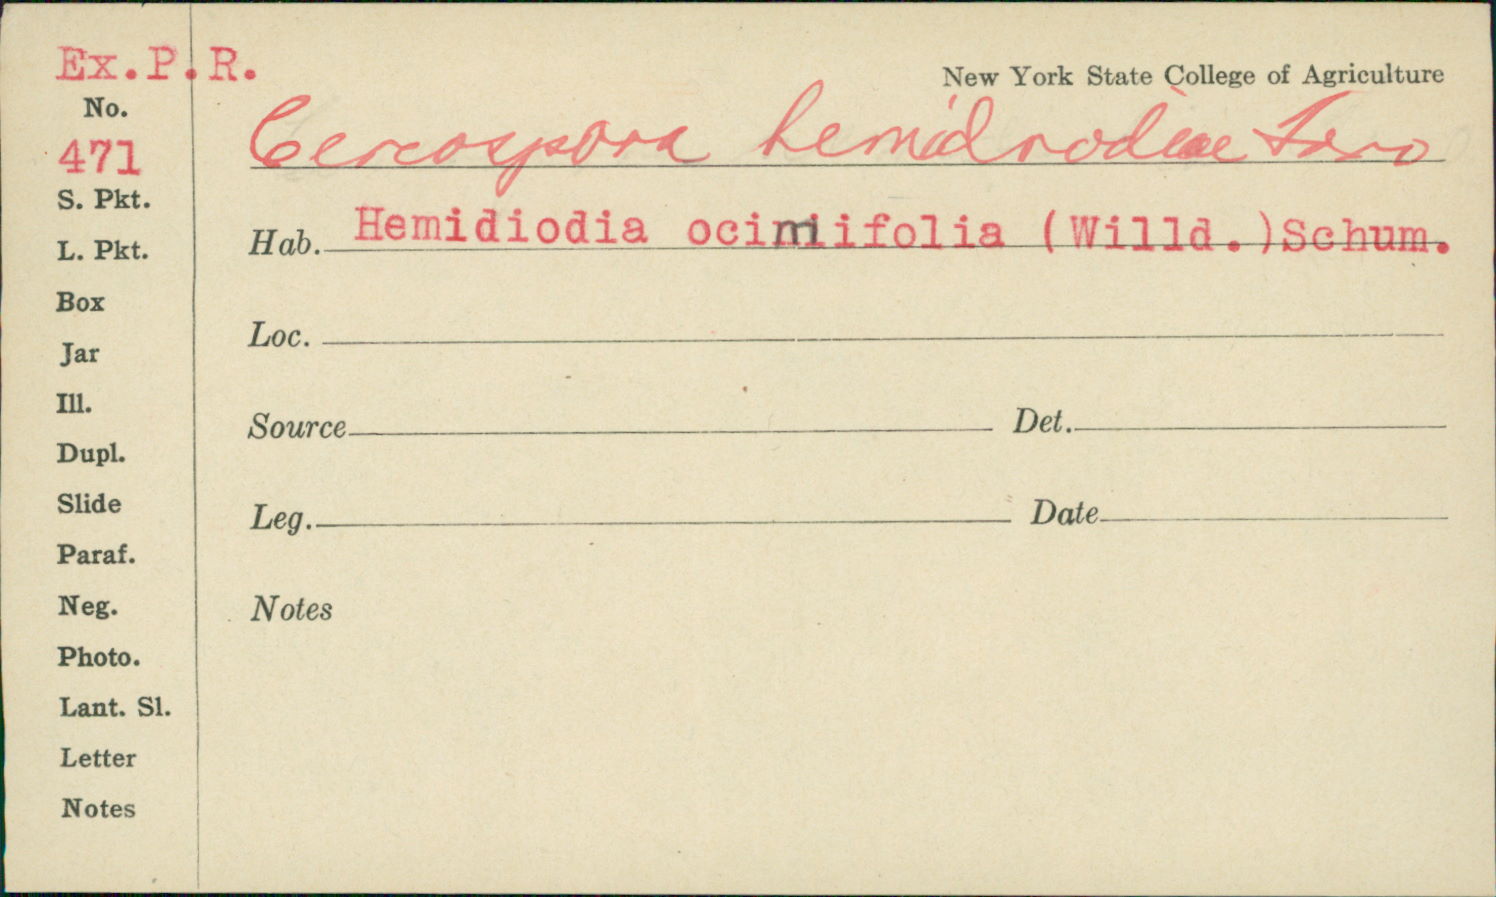 Ex.P.R.
New York State College of Agriculture
No.
471
Cercospora hemidiodiae
S. Pkt.
Hab. Hemidiodia ocimiifolia (Willd.)Schum.
L. Pkt.
Box
Loc.
Jar
Ill.
Source Det.
Dupl.
Slide
Leg. Date
Paraf.
Neg.
Notes
Photo.
Lant. Sl.
Letter
Notes